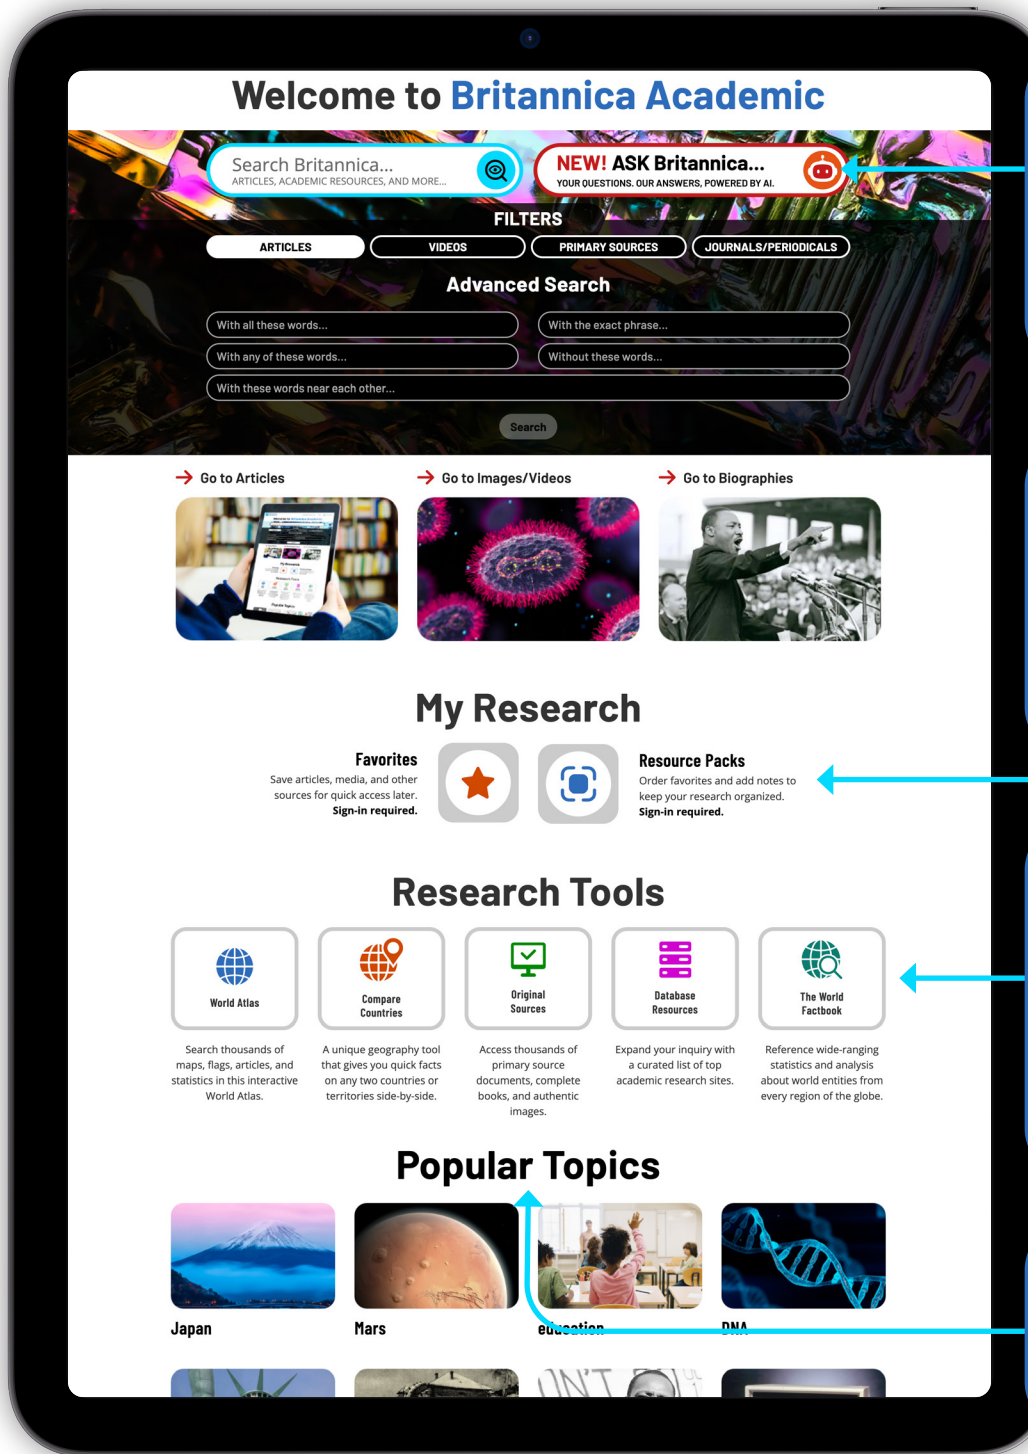 Welcome to Britannica Academic
Search Britannica...
ARTICLES, ACADEMIC RESOURCES, AND MORE...
NEW! ASK Britannica...
YOUR QUESTIONS. OUR ANSWERS, POWERED BY AI.
FILTERS
ARTICLES
VIDEOS
PRIMARY SOURCES
JOURNALS/PERIODICALS
Advanced Search
With all these words...
With the exact phrase...
With any of these words...
Without these words...
With these words near each other...
Search
Go to Articles
Go to Images/Videos
Go to Biographies
My Research
Favorites
Save articles, media, and other
sources for quick access later.
Sign-in required.
Resource Packs
Order favorites and add notes to
keep your research organized.
Sign-in required.
Research Tools
World Atlas
Search thousands of
maps, flags, articles, and
statistics in this interactive
World Atlas.
Compare
Countries
A unique geography tool
that gives you quick facts
on any two countries or
territories side-by-side.
Original
Sources
Access thousands of
primary source
documents, complete
books, and authentic
images.
Database
Resources
Expand your inquiry with
a curated list of top
academic research sites.
The World
Factbook
Reference wide-ranging
statistics and analysis
about world entities from
every region of the globe.
Popular Topics
Japan
Mars
education
DNA